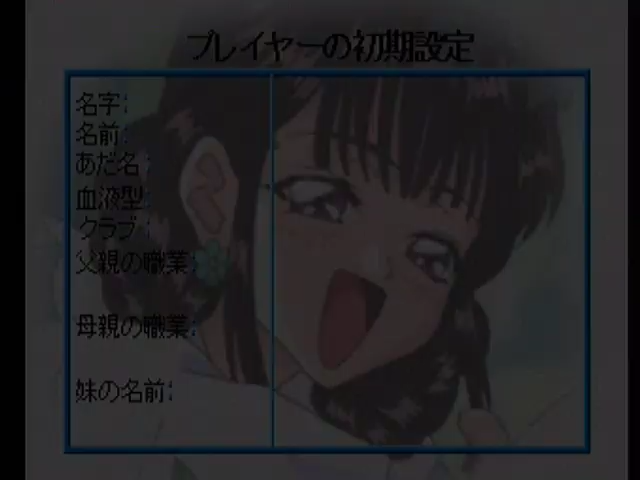 プレイヤーの初期設定
名字:
名前:
あだ名:
血液型:
クラブ:
父親の職業:
母親の職業:
妹の名前: